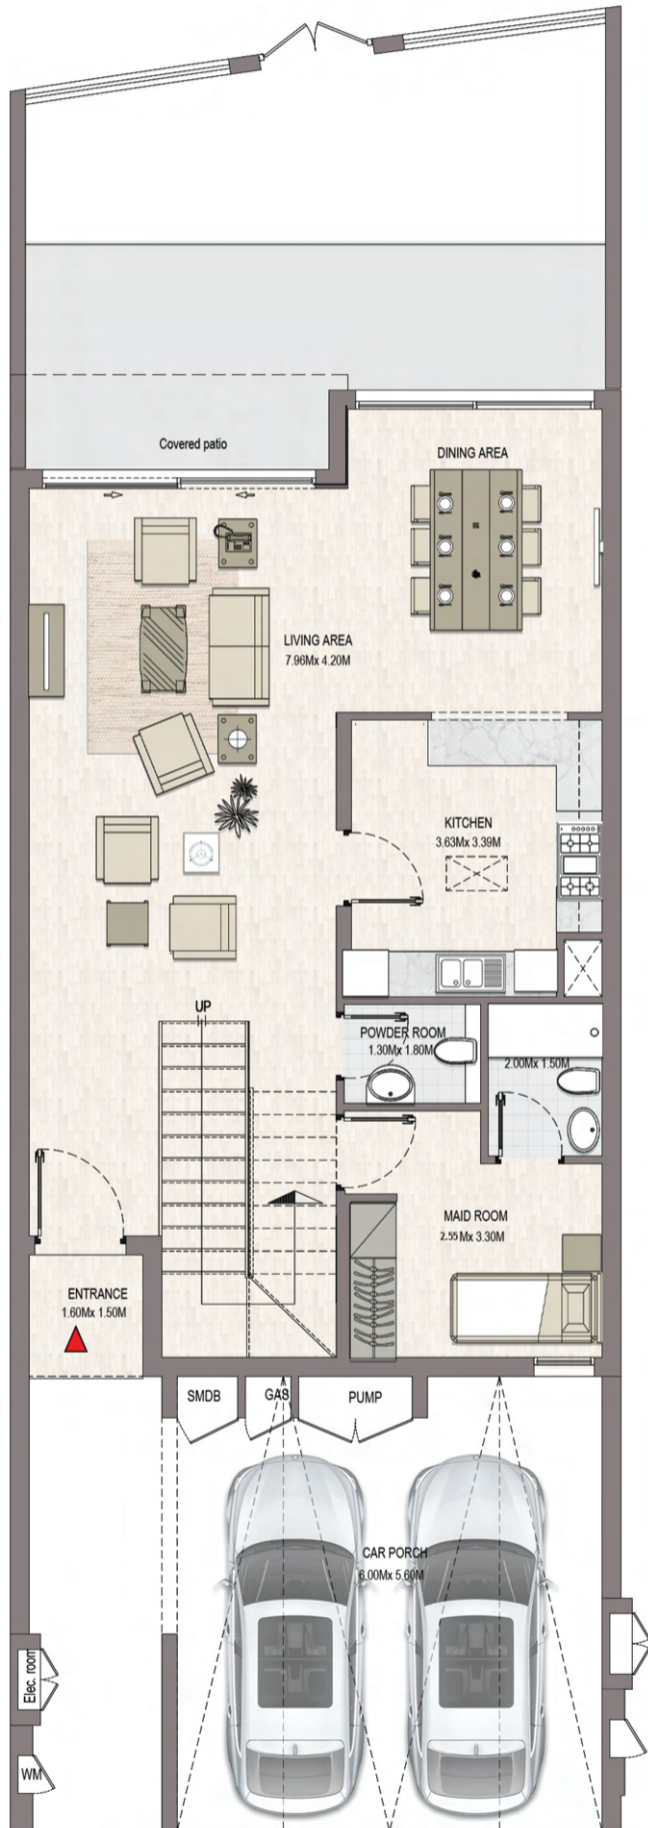 Covered patio
DINING AREA
LIVING AREA
7.96Mx 4.20M
KITCHEN
3.63Mx 3.39M
UP
POWDER ROOM
1.30Mx 1.80M
2.00Mx 1.50M
MAID ROOM
2.55 Mx 3.30M
ENTRANCE
1.60Mx 1.50M
SMDB
GAS
PUMP
CAR PORCH
6.00Mx 5.60M
Elec. room
WM